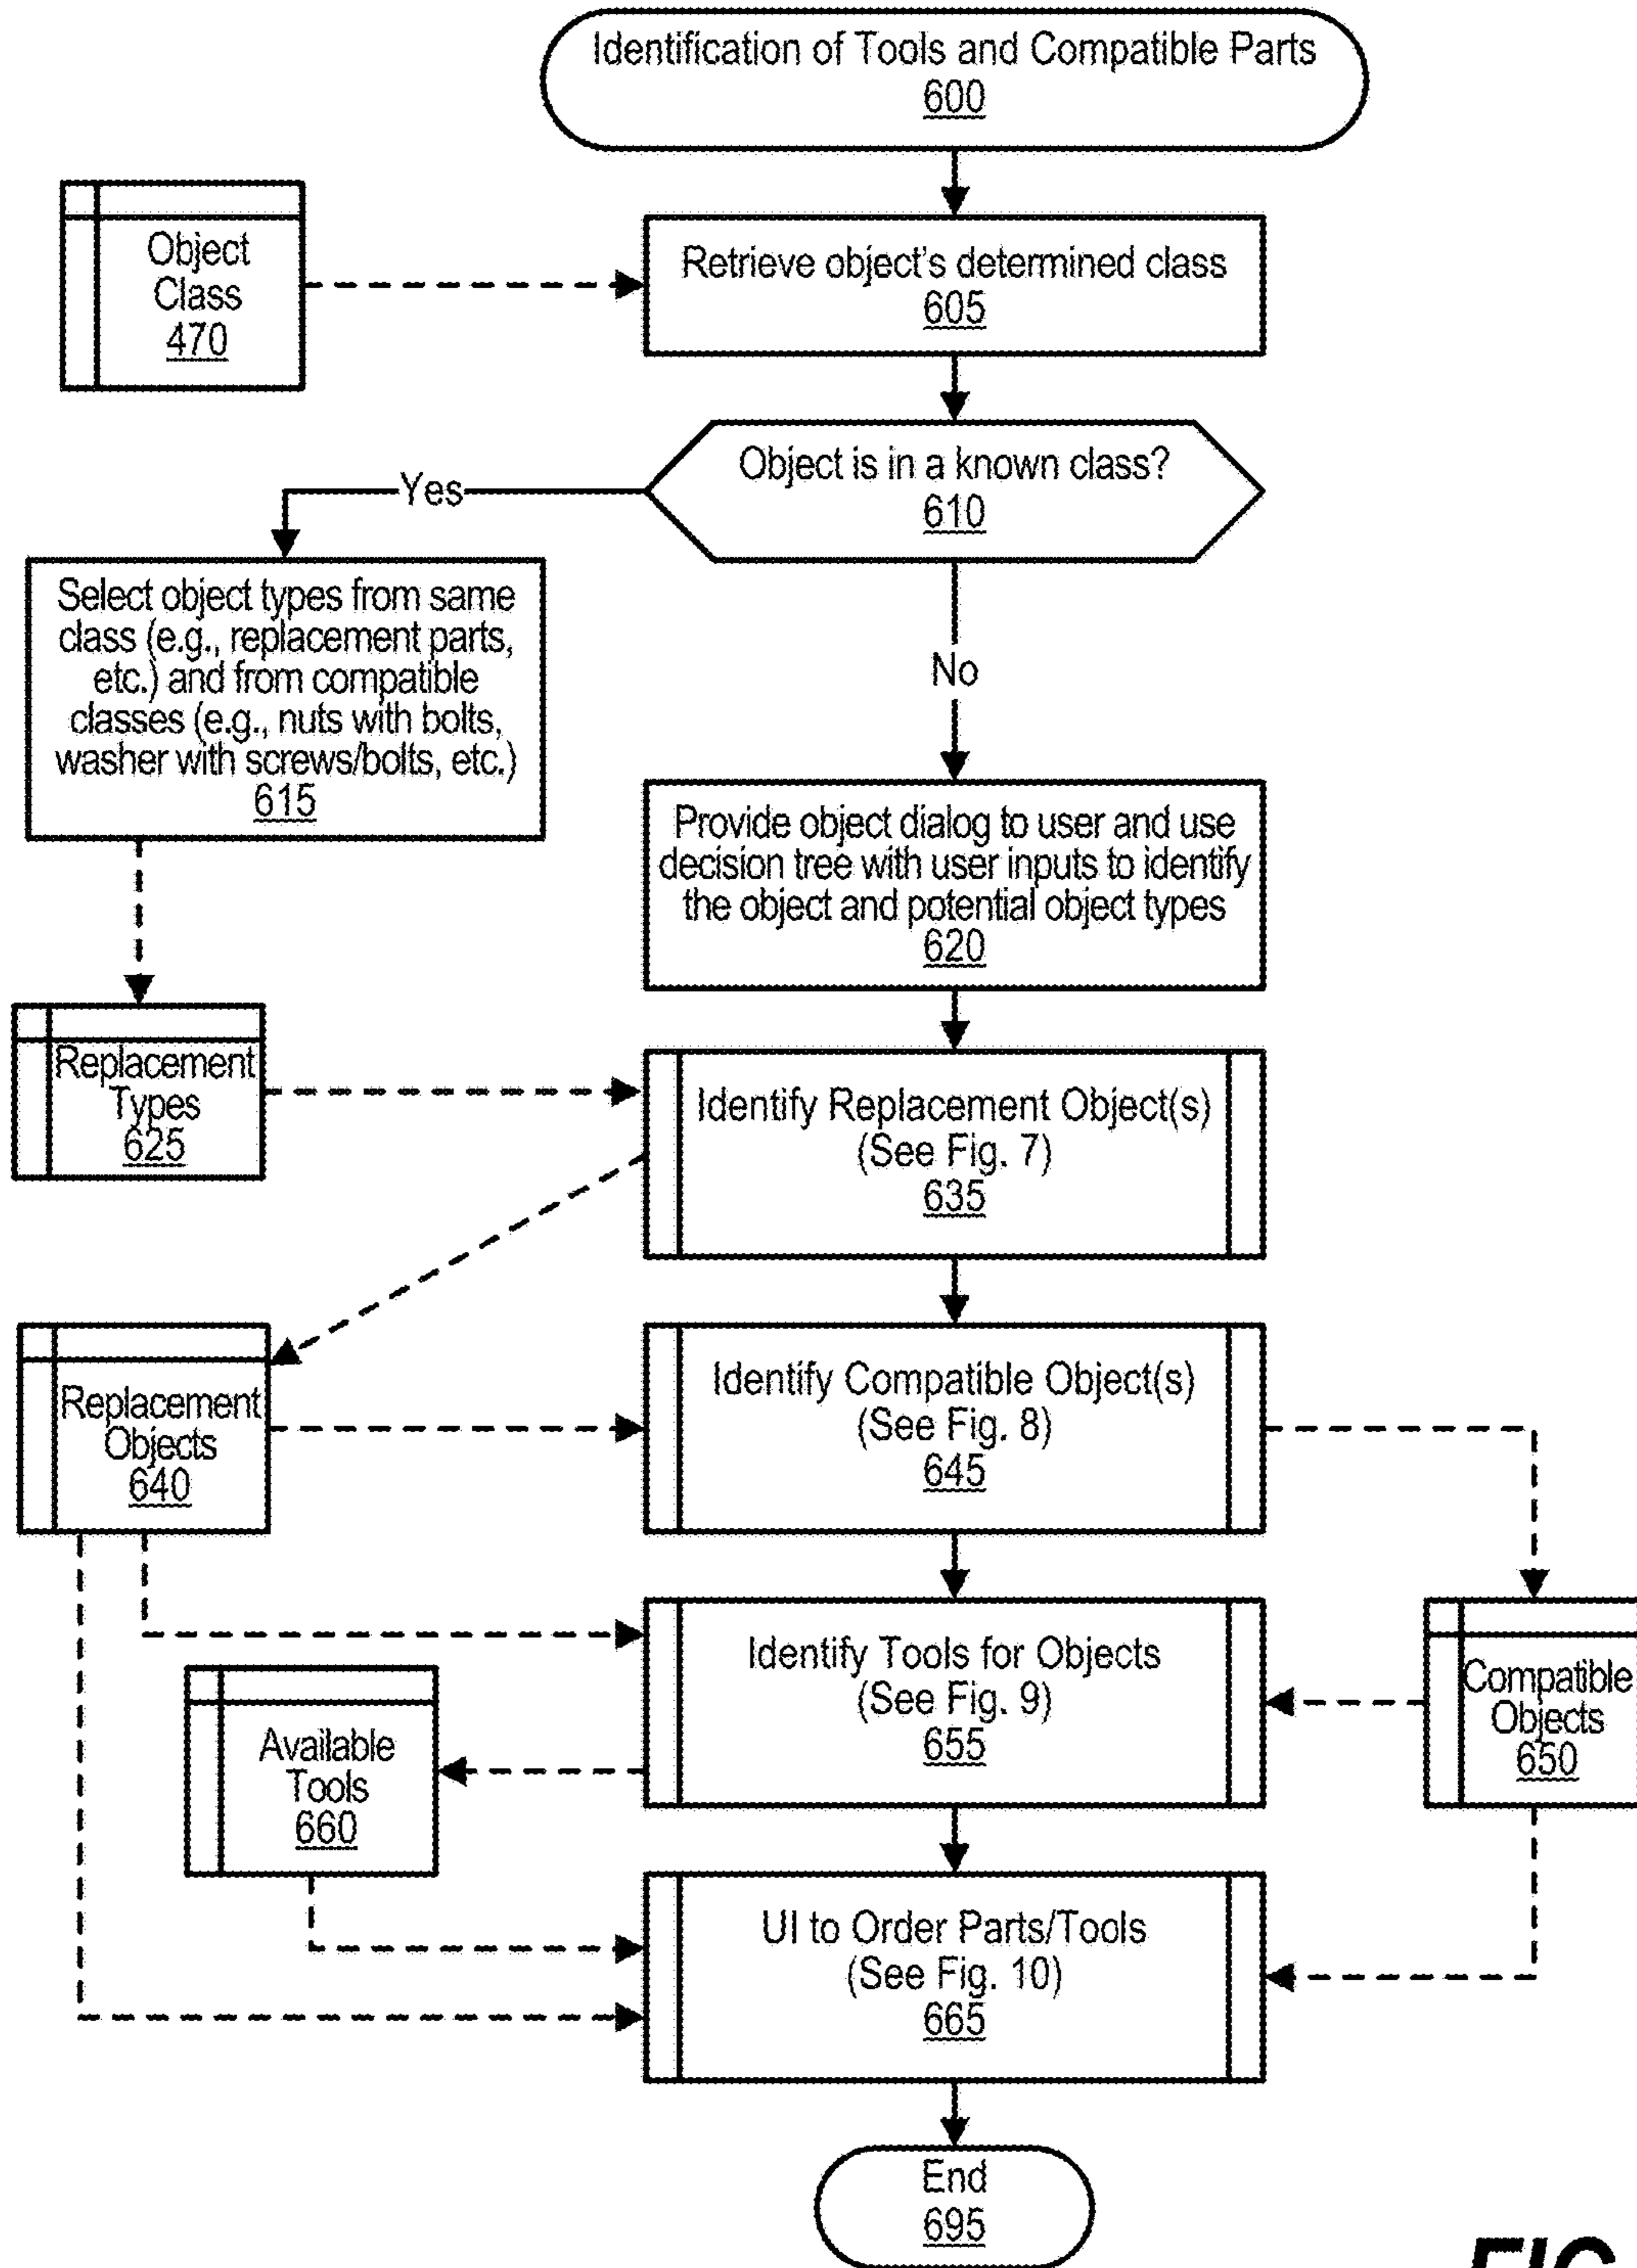 Identification of Tools and Compatible Parts
600
Object
Class
470
Retrieve object's determined class
605
Object is in a known class?
610
Yes
No
Select object types from same
class (e.g., replacement parts,
etc.) and from compatible
classes (e.g., nuts with bolts,
washer with screws/bolts, etc.)
615
Provide object dialog to user and use
decision tree with user inputs to identify
the object and potential object types
620
Replacement
Types
625
Identify Replacement Object(s)
(See Fig. 7)
635
Replacement
Objects
640
Identify Compatible Object(s)
(See Fig. 8)
645
Identify Tools for Objects
(See Fig. 9)
655
Compatible
Objects
650
Available
Tools
660
UI to Order Parts/Tools
(See Fig. 10)
665
End
695